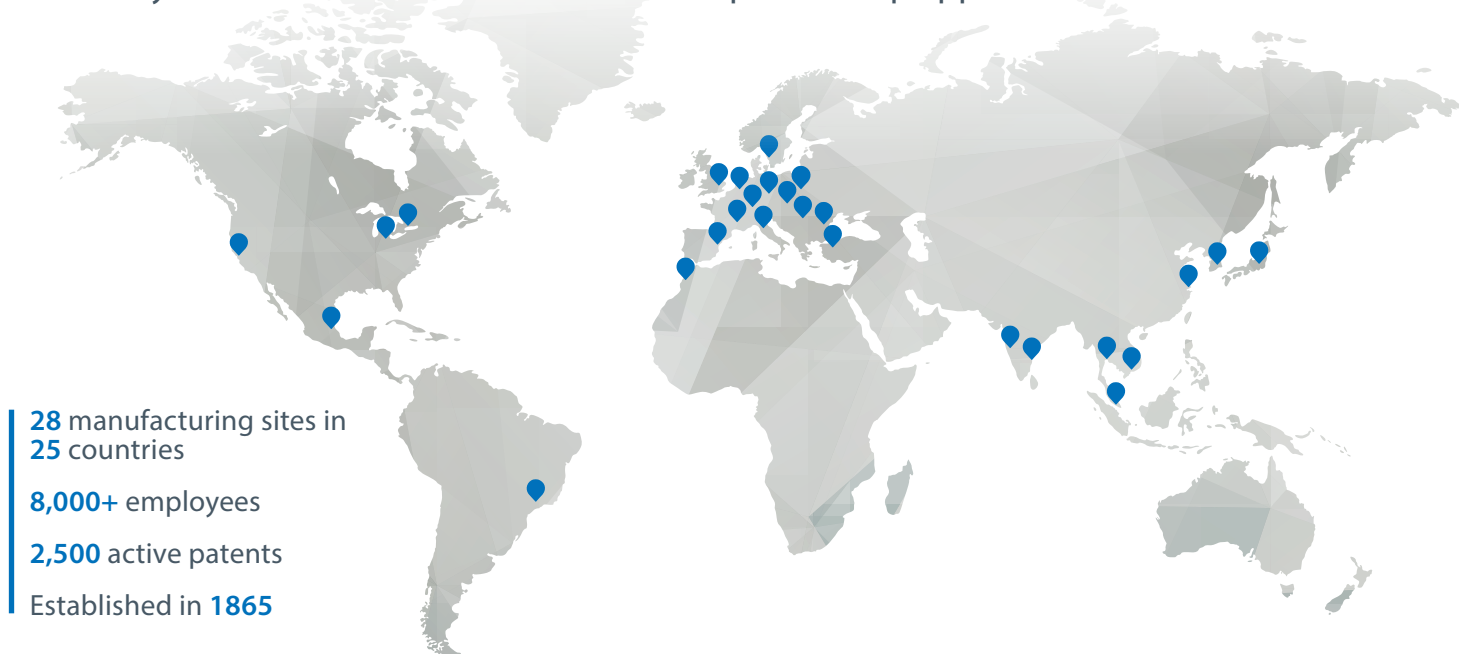 28 manufacturing sites in
25 countries
8,000+ employees
2,500 active patents
Established in 1865